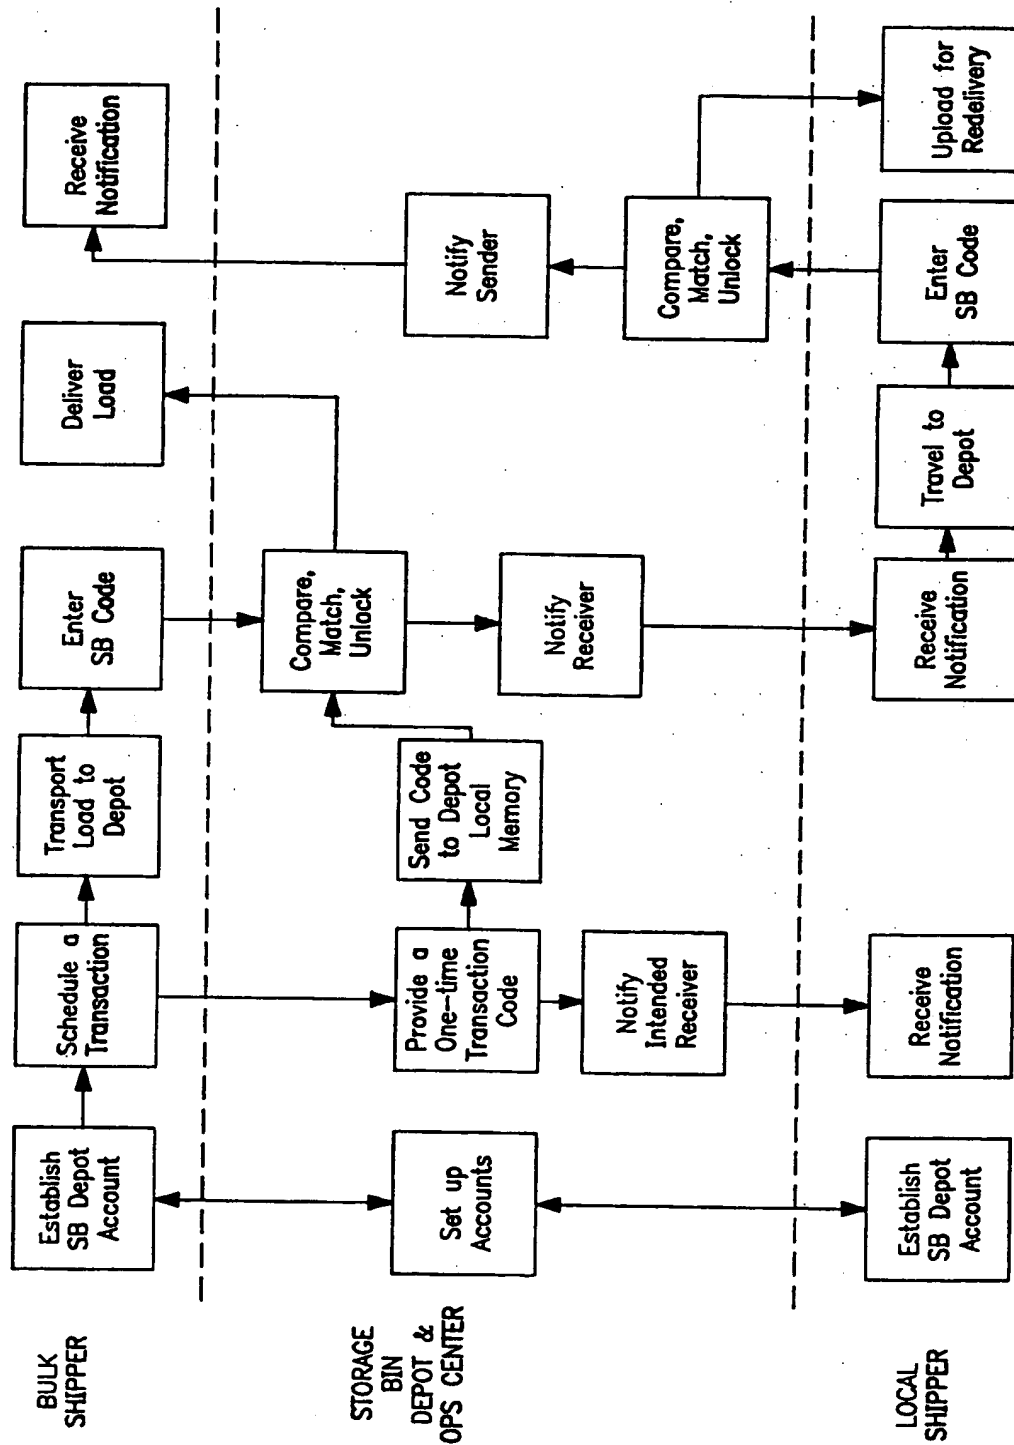 BULK
SHIPPER
Establish
SB Depot
Account
Schedule a
Transaction
Transport
Load to
Depot
Enter
SB Code
Deliver
Load
Receive
Notification
STORAGE
BIN
DEPOT &
OPS CENTER
Set up
Accounts
Provide a
One-time
Transaction
Code
Notify
Intended
Receiver
Send Code
to Depot
Local
Memory
Compare,
Match,
Unlock
Notify
Receiver
Notify
Sender
Compare,
Match,
Unlock
LOCAL
SHIPPER
Establish
SB Depot
Account
Receive
Notification
Receive
Notification
Travel to
Depot
Enter
SB Code
Upload for
Redelivery